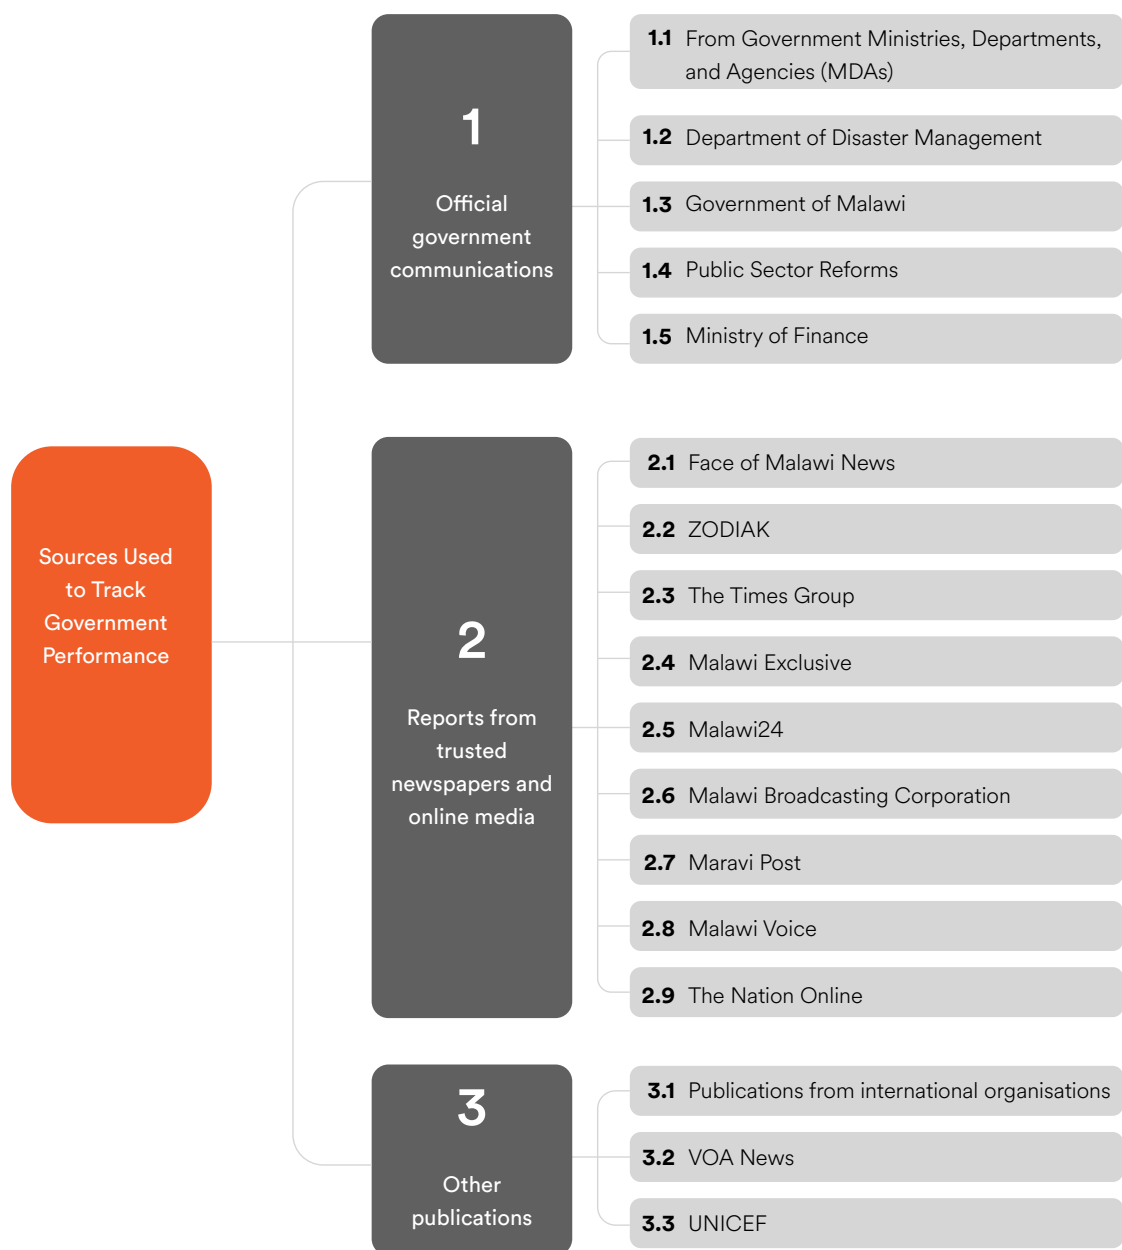 Sources Used
to Track
Government
Performance
1
Official
government
communications
1.1 From Government Ministries, Departments,
and Agencies (MDAs)
1.2 Department of Disaster Management
1.3 Government of Malawi
1.4 Public Sector Reforms
1.5 Ministry of Finance
2
Reports from
trusted
newspapers and
online media
2.1 Face of Malawi News
2.2 ZODIAK
2.3 The Times Group
2.4 Malawi Exclusive
2.5 Malawi24
2.6 Malawi Broadcasting Corporation
2.7 Maravi Post
2.8 Malawi Voice
2.9 The Nation Online
3
Other
publications
3.1 Publications from international organisations
3.2 VOA News
3.3 UNICEF